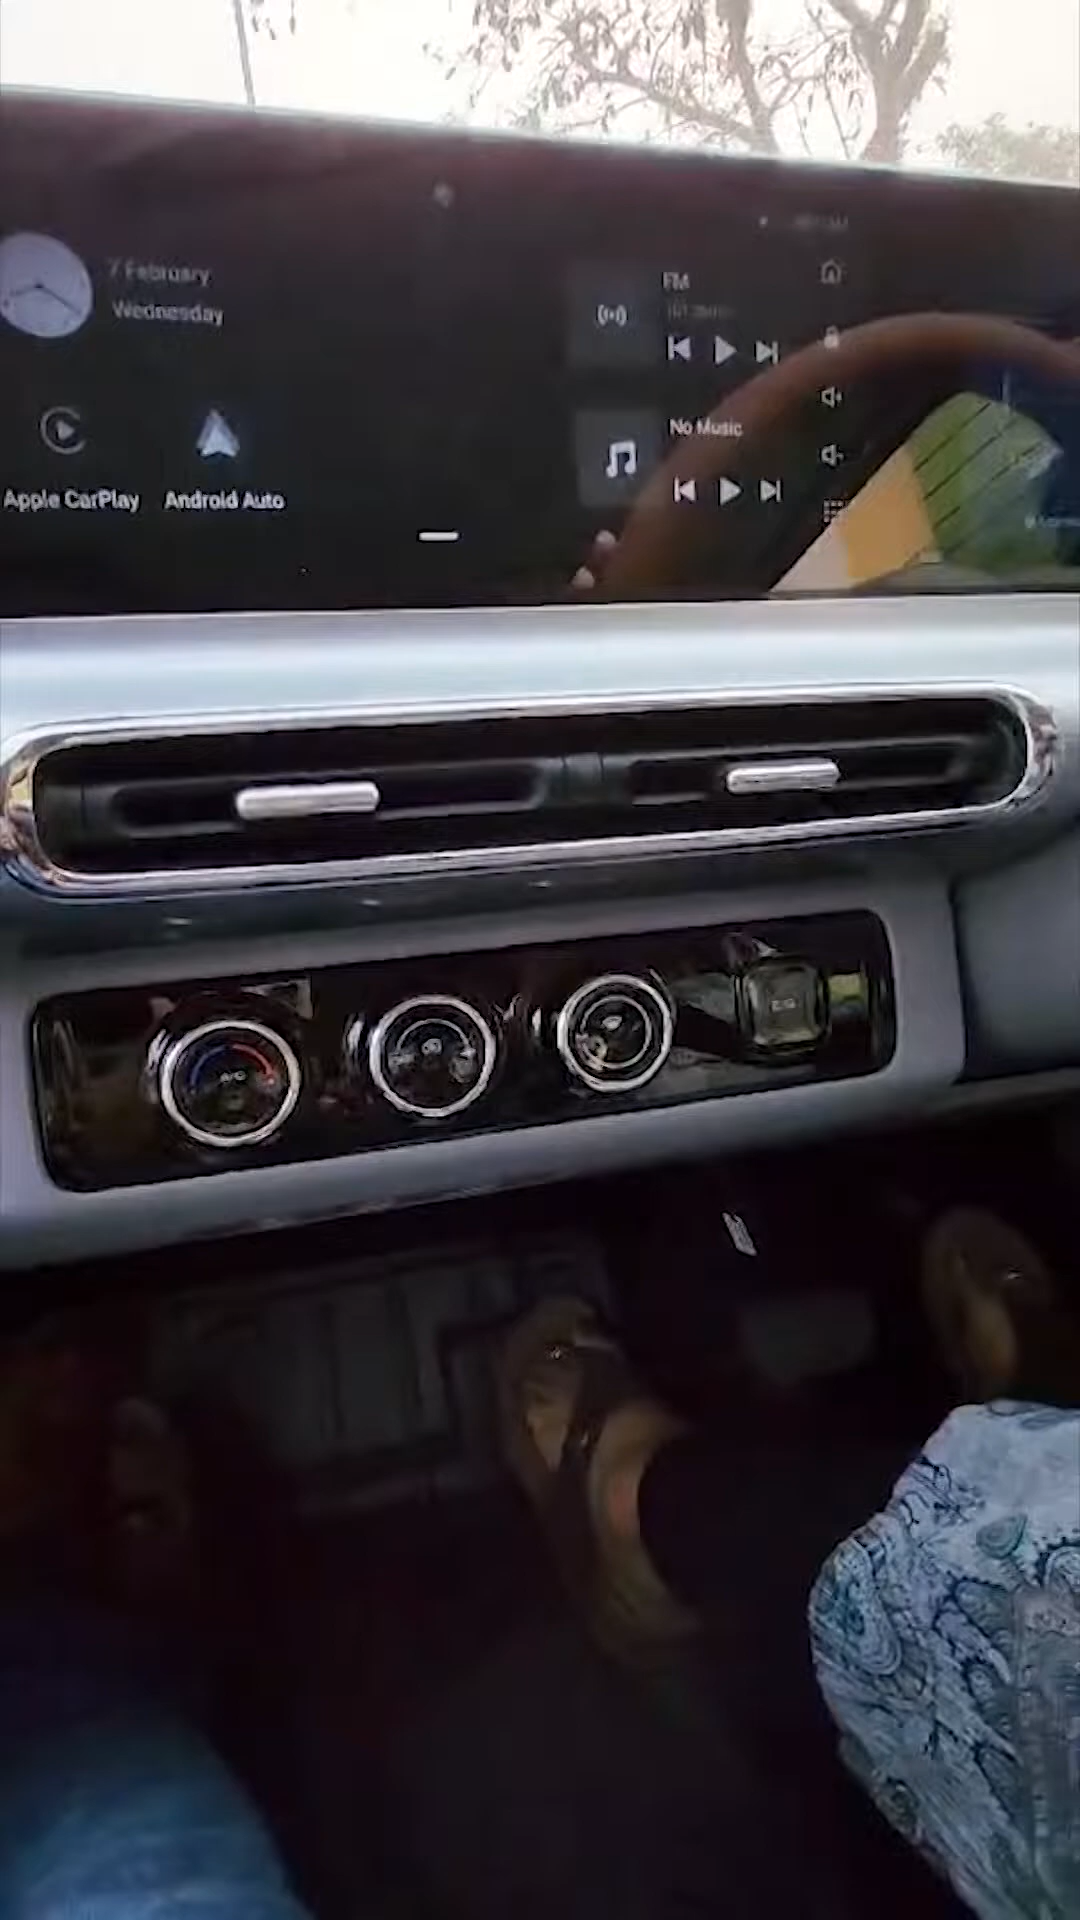 7 February
Wednesday
Apple CarPlay
Android Auto
FM
No Music
A/C